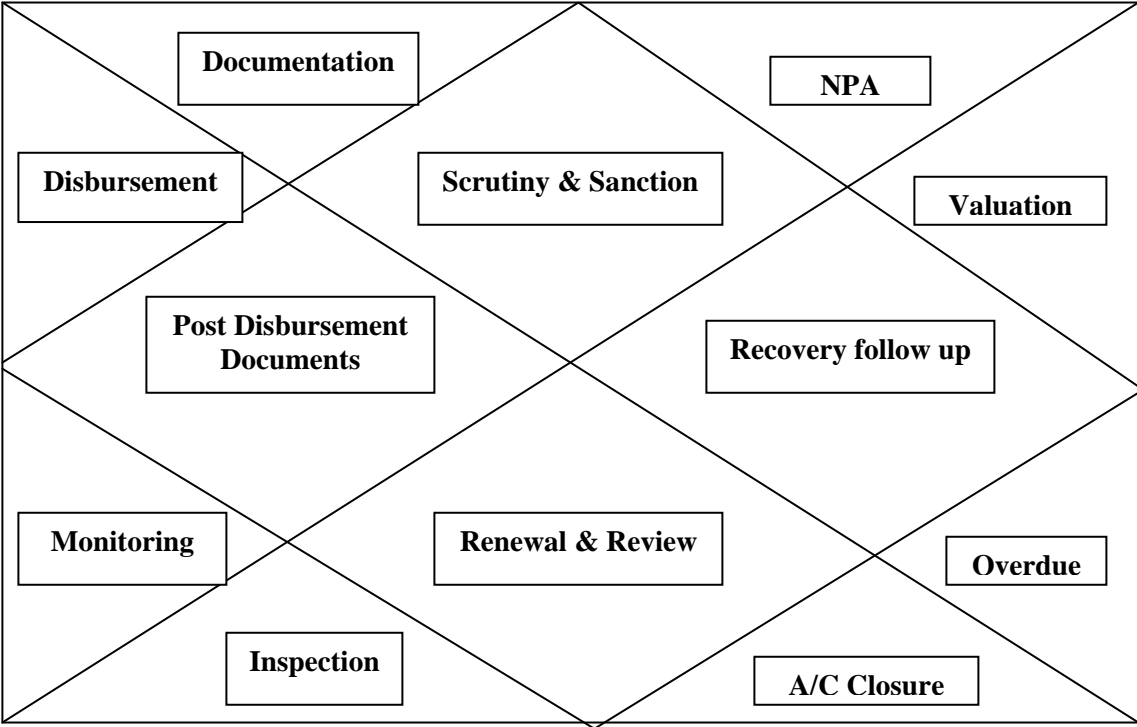 Documentation
NPA
Disbursement
Scrutiny & Sanction
Valuation
Post Disbursement
Documents
Recovery follow up
Monitoring
Renewal & Review
Overdue
Inspection
A/C Closure